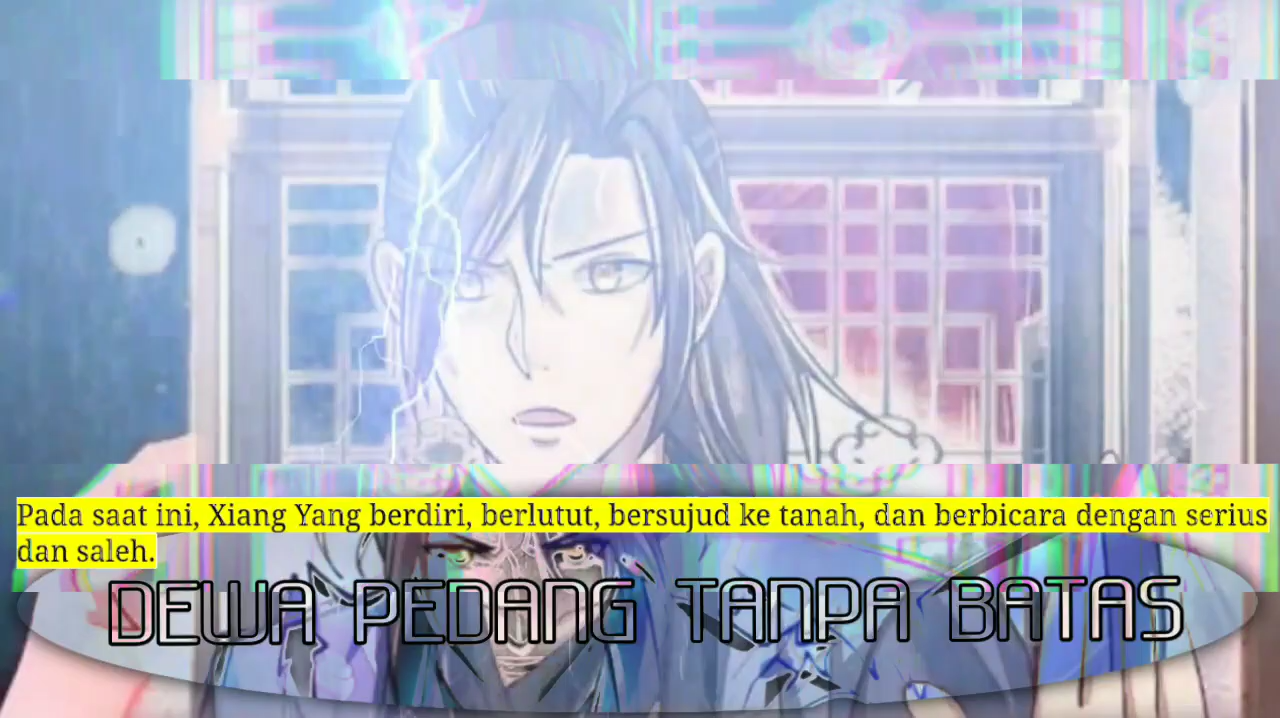 Pada saat ini, Xiang Yang berdiri, berlutut, bersujud ke tanah, dan berbicara dengan serius
dan saleh.
DEWA PEDANG TANPA BATAS